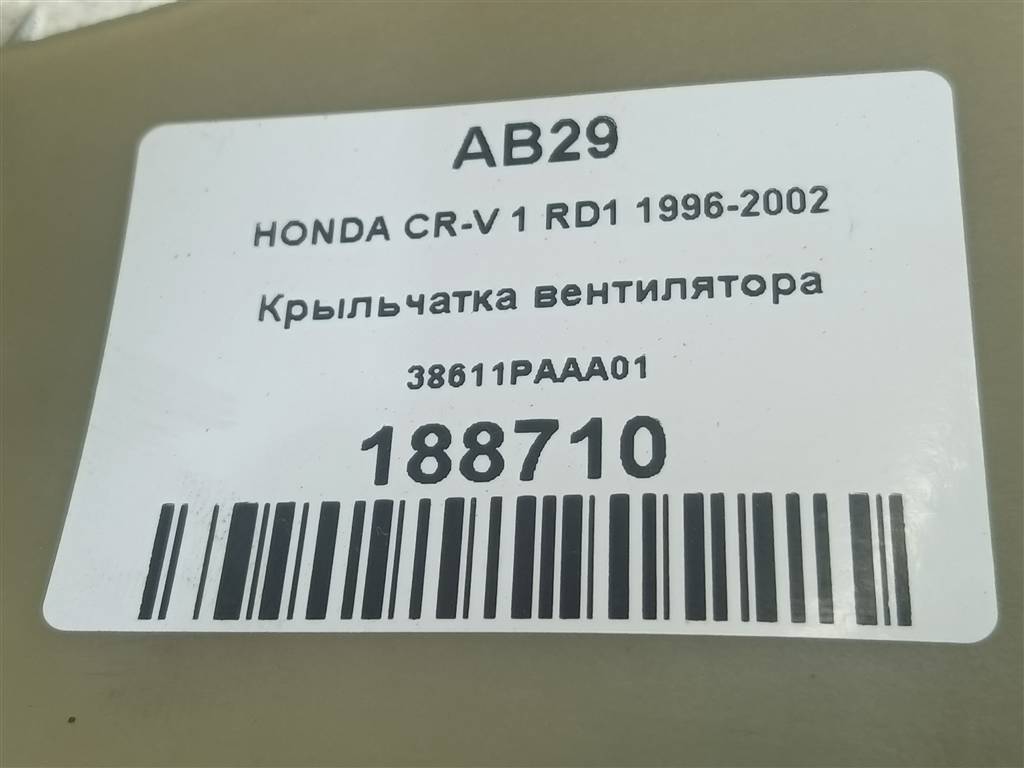 AB29
HONDA CR-V 1 RD1 1996-2002
Крыльчатка вентилятора
38611PAAA01
188710